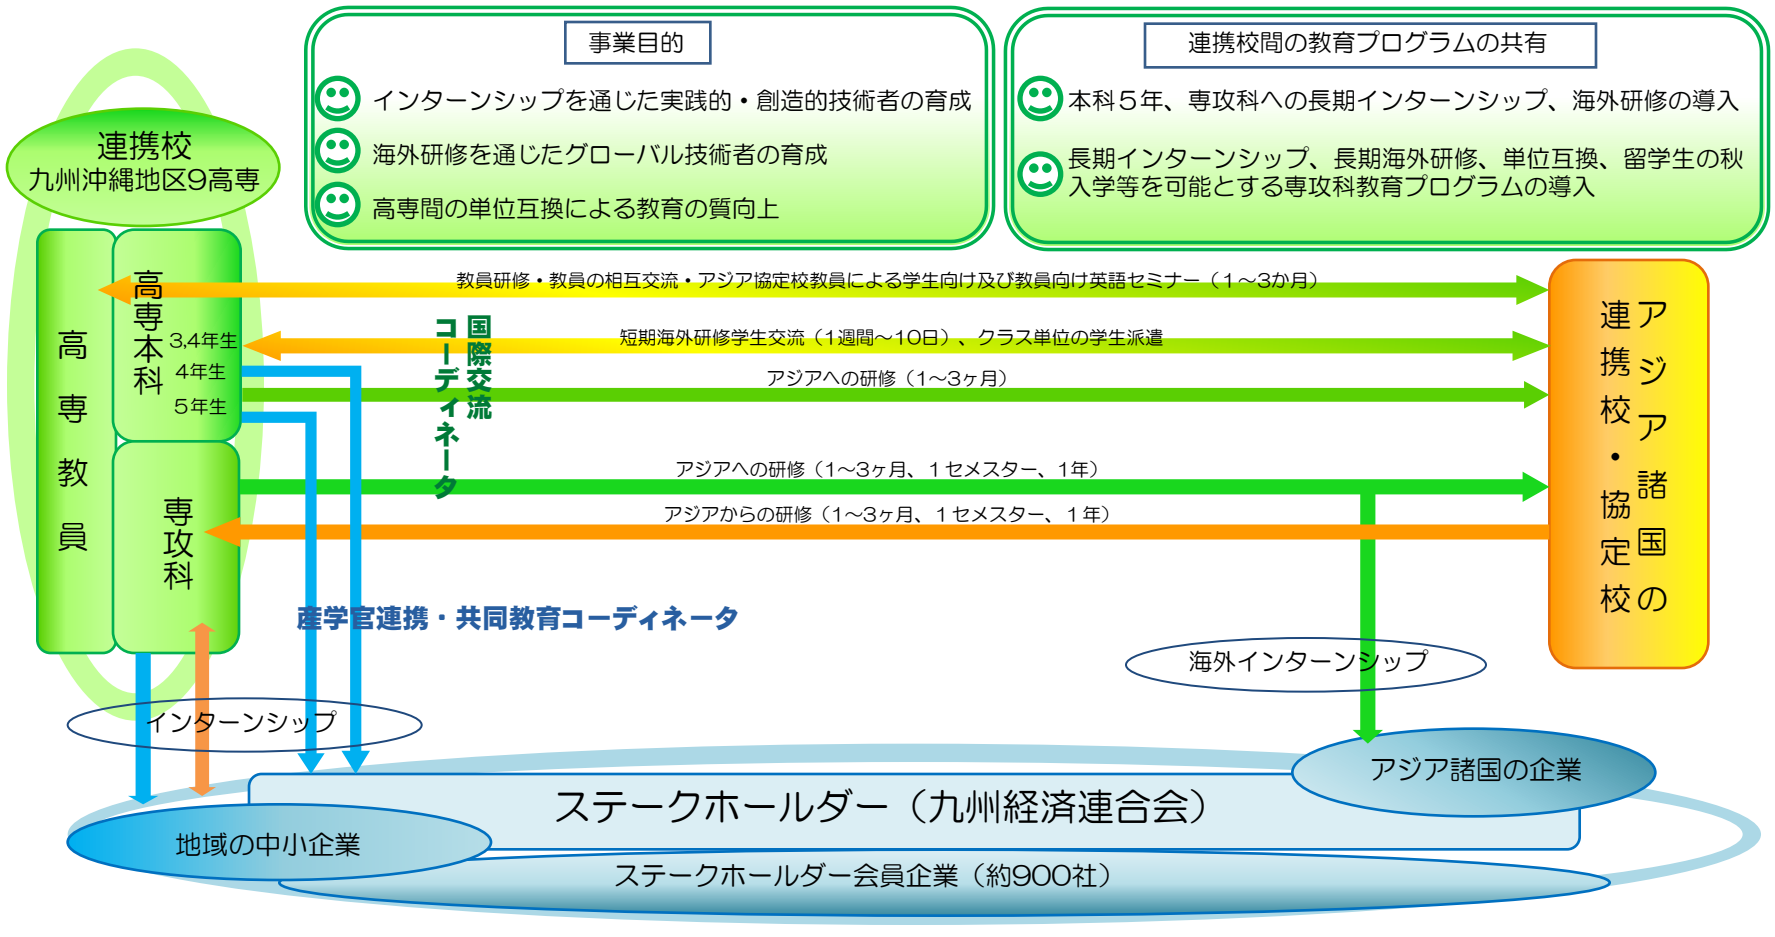 事業目的
インターンシップを通じた実践的・創造的技術者の育成
海外研修を通じたグローバル技術者の育成
高専間の単位互換による教育の質向上
連携校間の教育プログラムの共有
本科５年、専攻科への長期インターンシップ、海外研修の導入
長期インターンシップ、長期海外研修、単位互換、留学生の秋
入学等を可能とする専攻科教育プログラムの導入
連携校
九州沖縄地区9高専
高専教員
高専本科
3,4年生
4年生
５年生
専攻科
教員研修・教員の相互交流・アジア協定校教員による学生向け及び教員向け英語セミナー（１～3か月）
短期海外研修学生交流（1週間～10日）、クラス単位の学生派遣
アジアへの研修（1～3ヶ月）
アジアへの研修（1～3ヶ月、１セメスター、1年）
アジアからの研修（1～3ヶ月、１セメスター、１年）
国際交流
コーディネータ
産学官連携・共同教育コーディネータ
アジア諸国の
連携校・協定校
海外インターンシップ
インターンシップ
アジア諸国の企業
ステークホールダー（九州経済連合会）
地域の中小企業
ステークホールダー会員企業（約900社）